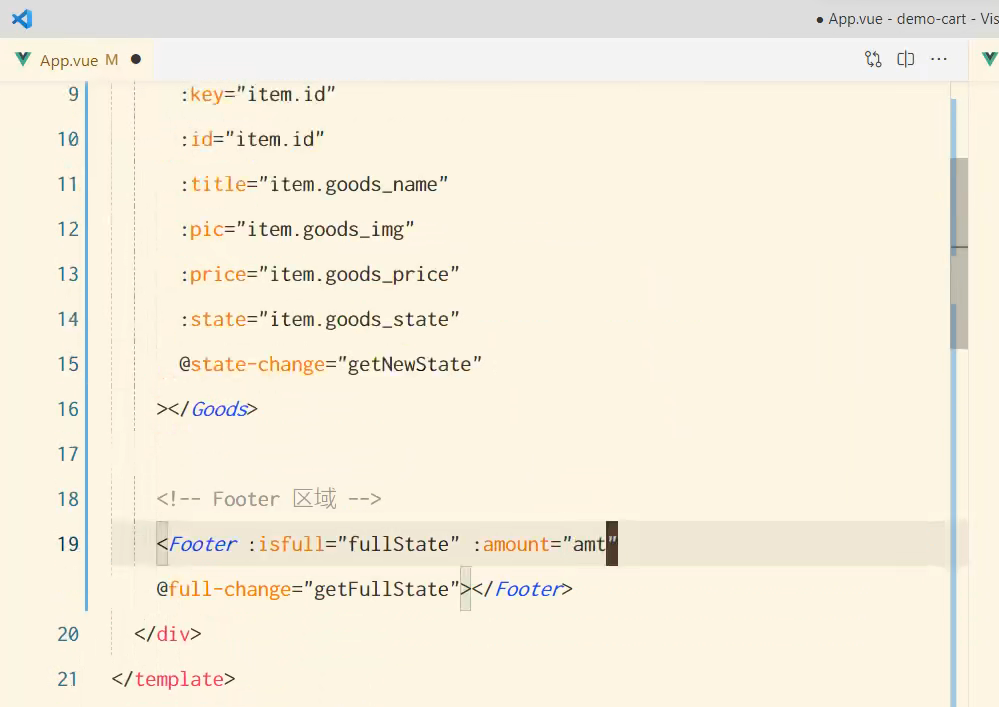 ● App.vue - demo-cart - Vis
App.vue M ●
9 :key="item.id"
10 :id="item.id"
11 :title="item.goods_name"
12 :pic="item.goods_img"
13 :price="item.goods_price"
14 :state="item.goods_state"
15 @state-change="getNewState"
16 ></Goods>
17
18 <!-- Footer 区域 -->
19 <Footer :isfull="fullState" :amount="amt"
@full-change="getFullState"></Footer>
20 </div>
21 </template>